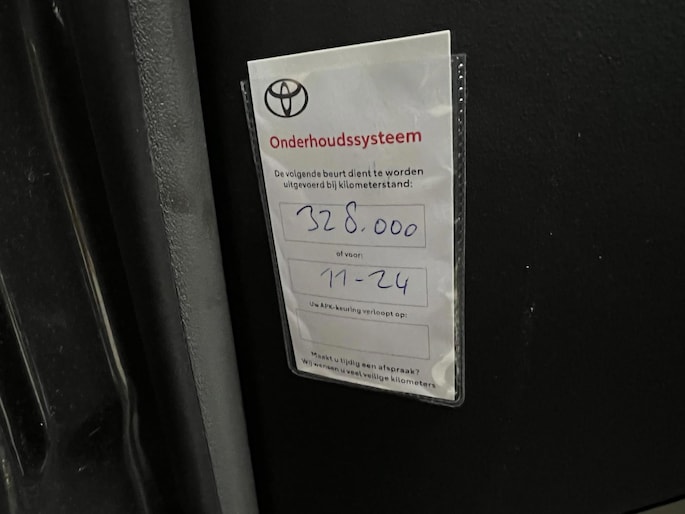 Onderhoudssysteem
De volgende beurt dient te worden
uitgevoerd bij kilometerstand:
328.000
of voor:
11-24
Uw APK-keuring verloopt op:
Maakt u tijdig een afspraak?
Wij wensen u veel veilige kilometers